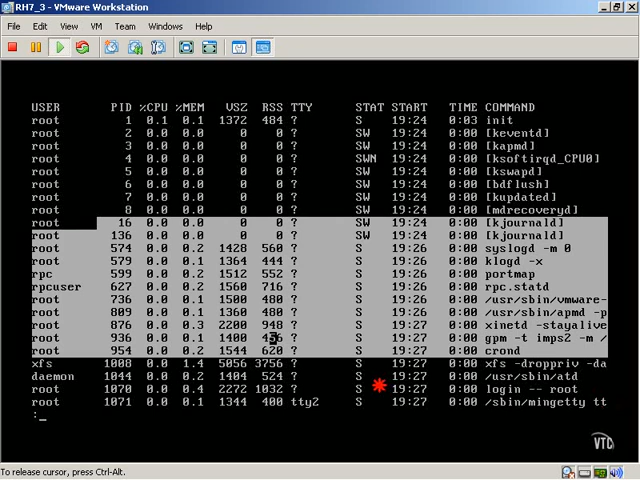 RH7_3 - VMware Workstation
File Edit View VM Team Windows Help
USER PID %CPU %MEM VSZ RSS TTY STAT START TIME COMMAND
root 1 0.1 0.1 1372 484 ? S 19:24 0:03 init
root 2 0.0 0.0 0 0 ? SW 19:24 0:00 [keventd]
root 3 0.0 0.0 0 0 ? SW 19:24 0:00 [kapmd]
root 4 0.0 0.0 0 0 ? SWN 19:24 0:00 [ksoftirqd_CPU0]
root 5 0.0 0.0 0 0 ? SW 19:24 0:00 [kswapd]
root 6 0.0 0.0 0 0 ? SW 19:24 0:00 [bdflush]
root 7 0.0 0.0 0 0 ? SW 19:24 0:00 [kupdated]
root 8 0.0 0.0 0 0 ? SW 19:24 0:00 [mdrecoveryd]
root 16 0.0 0.0 0 0 ? SW 19:24 0:00 [kjournald]
root 136 0.0 0.0 0 0 ? SW 19:24 0:00 [kjournald]
root 574 0.0 0.2 1428 560 ? S 19:26 0:00 syslogd -m 0
root 579 0.0 0.1 1364 444 ? S 19:26 0:00 klogd -x
rpc 599 0.0 0.2 1512 552 ? S 19:26 0:00 portmap
rpcuser 627 0.0 0.2 1560 716 ? S 19:26 0:00 rpc.statd
root 736 0.0 0.1 1500 480 ? S 19:26 0:00 /usr/sbin/vmware-
root 809 0.0 0.1 1360 480 ? S 19:26 0:00 /usr/sbin/apmd -p
root 876 0.0 0.3 2200 948 ? S 19:27 0:00 xinetd -stayalive
root 936 0.0 0.1 1400 ? S 19:27 0:00 gpm -t imps2 -m /
root 954 0.0 0.2 1544 620 ? S 19:27 0:00 crond
xfs 1008 0.0 1.4 5056 3756 ? S 19:27 0:00 xfs -droppriv -da
daemon 1044 0.0 0.2 1404 524 ? S 19:27 0:00 /usr/sbin/atd
root 1070 0.0 0.4 2272 1032 ? S 19:27 0:00 login -- root
root 1071 0.0 0.1 1344 400 tty2 S 19:27 0:00 /sbin/mingetty tt
:_
VTC
To release cursor, press Ctrl-Alt.